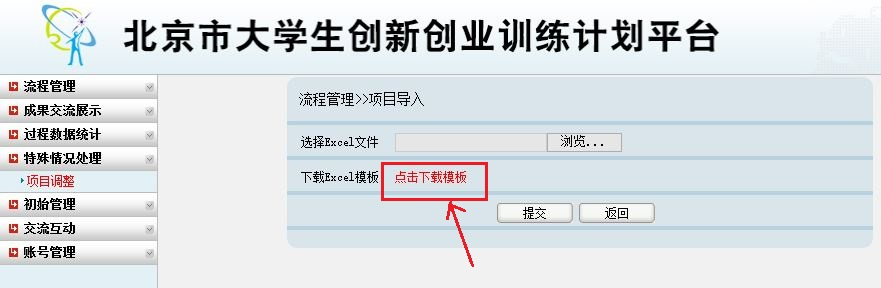 北京市大学生创新创业训练计划平台
流程管理
成果交流展示
过程数据统计
特殊情况处理
项目调整
初始管理
交流互动
账号管理
流程管理>>项目导入
选择Excel文件 浏览...
下载Excel模板 点击下载模板
提交 返回